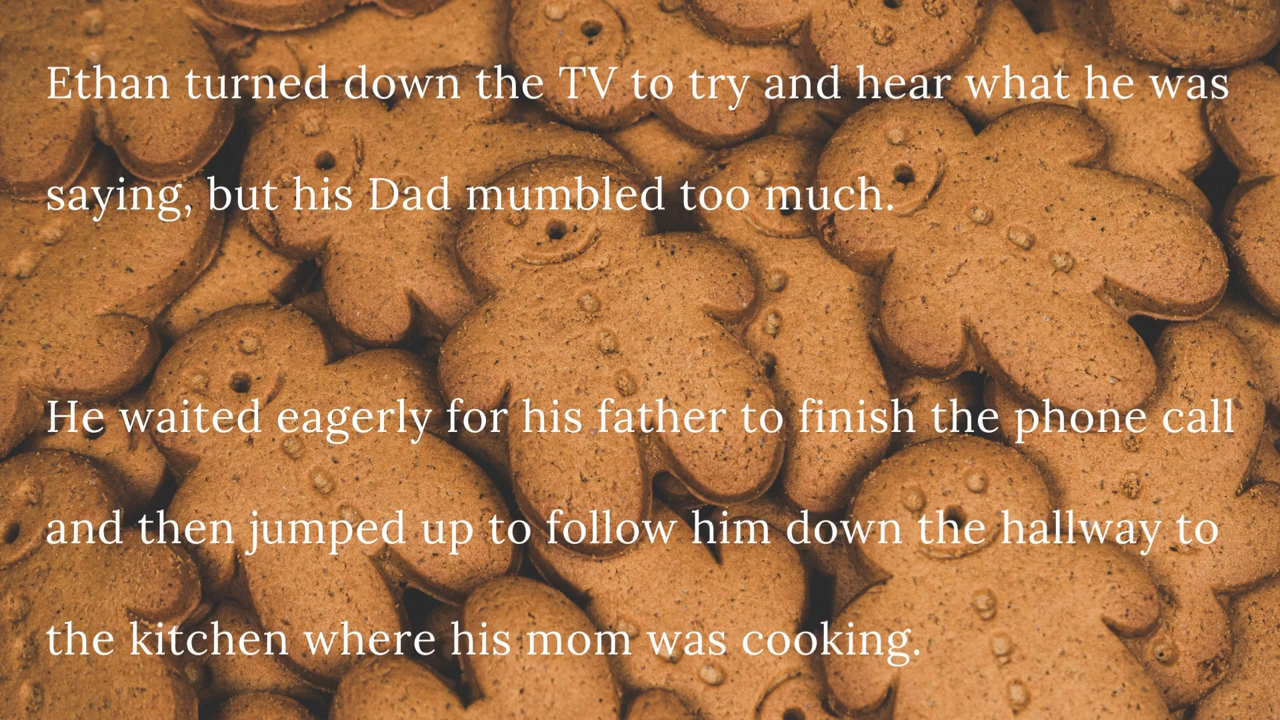 Ethan turned down the TV to try and hear what he was
saying, but his Dad mumbled too much.
He waited eagerly for his father to finish the phone call
and then jumped up to follow him down the hallway to
the kitchen where his mom was cooking.